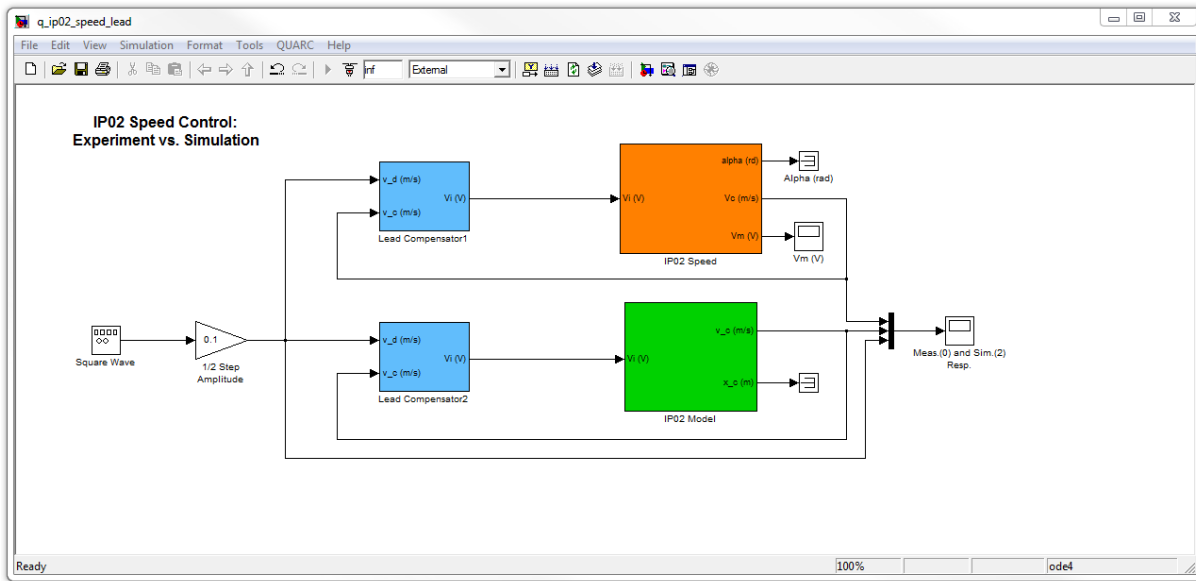 q_ip02_speed_lead
File Edit View Simulation Format Tools QUARC Help
inf External
IP02 Speed Control:
Experiment vs. Simulation
v_d (m/s)
v_c (m/s)
Vi (V)
Lead Compensator1
Vi (V)
alpha (rd)
Vc (m/s)
Vm (V)
IP02 Speed
Alpha (rad)
Vm (V)
Square Wave
0.1
1/2 Step
Amplitude
v_d (m/s)
v_c (m/s)
Vi (V)
Lead Compensator2
Vi (V)
v_c (m/s)
x_c (m)
IP02 Model
Meas.(0) and Sim.(2)
Resp.
Ready 100% ode4